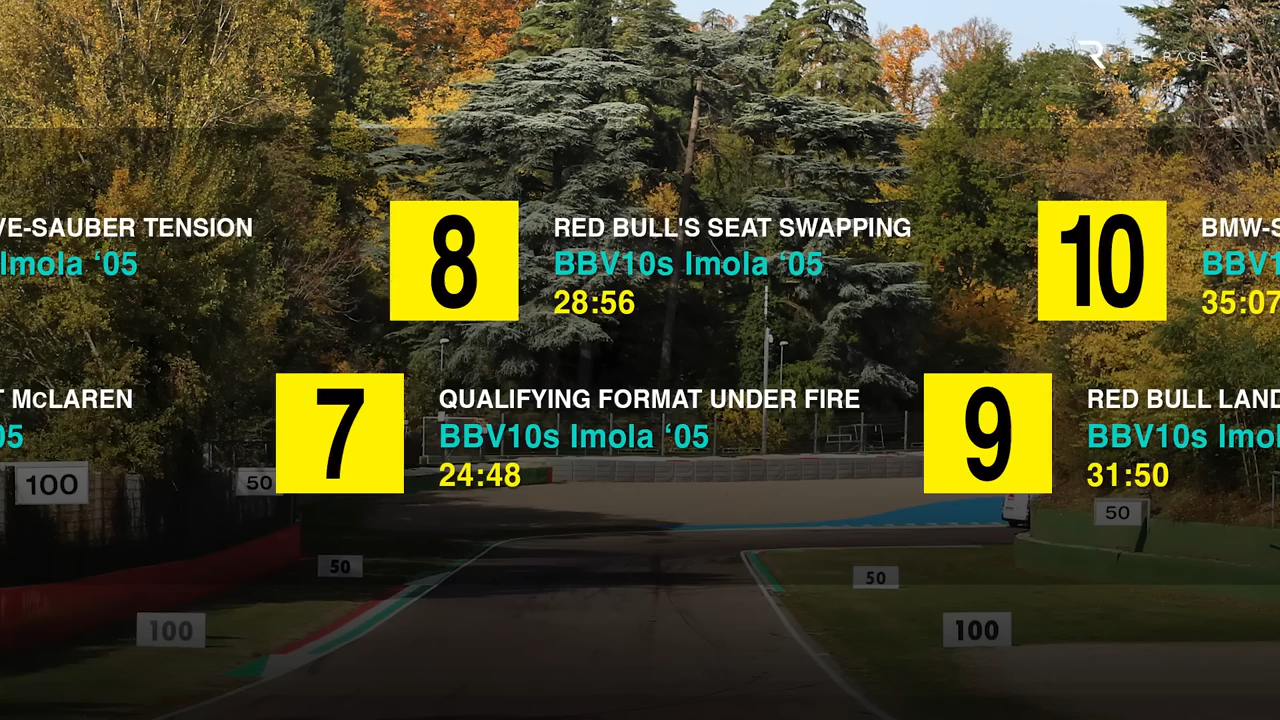 THE RACE
VE-SAUBER TENSION
Imola ‘05
8
RED BULL'S SEAT SWAPPING
BBV10s Imola ‘05
28:56
10
BMW-S
BBV1
35:07
T McLAREN
05
7
QUALIFYING FORMAT UNDER FIRE
BBV10s Imola ‘05
24:48
9
RED BULL LAND
BBV10s Imol
31:50
100
50
50
50
50
100
100